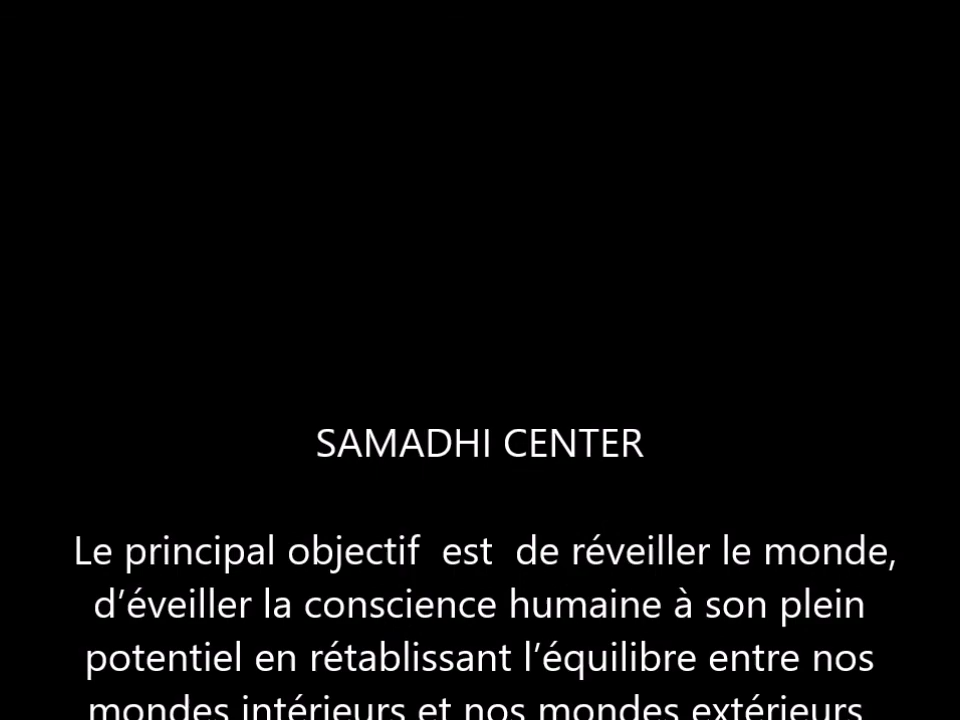 SAMADHI CENTER
Le principal objectif  est  de réveiller le monde,
d’éveiller la conscience humaine à son plein
potentiel en rétablissant l’équilibre entre nos
mondes intérieurs et nos mondes extérieurs